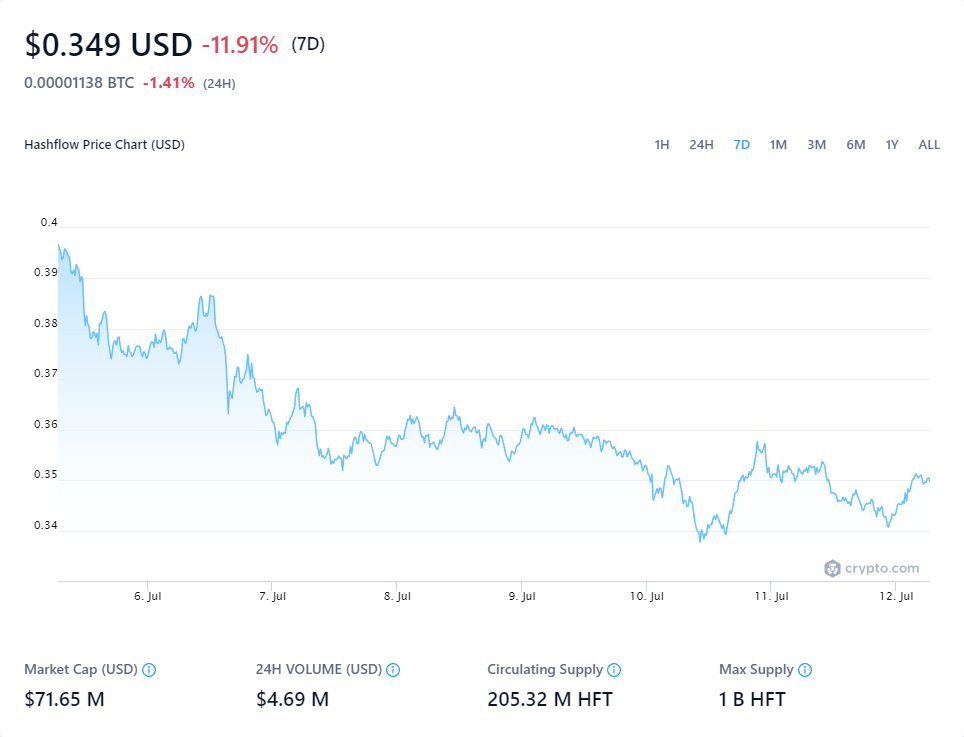 $0.349 USD -11.91% (7D)
0.00001138 BTC -1.41% (24H)
Hashflow Price Chart (USD) 1H 24H 7D 1M 3M 6M 1Y ALL
0.4
0.39
0.38
0.37
0.36
0.35
0.34
crypto.com
6. Jul 7. Jul 8. Jul 9. Jul 10. Jul 11. Jul 12. Jul
Market Cap (USD) 24H VOLUME (USD) Circulating Supply Max Supply
$71.65 M $4.69 M 205.32 M HFT 1 B HFT